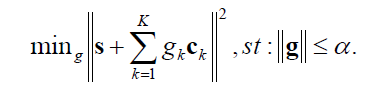 min_g ‖s + ∑_{k=1}^{K} g_k c_k‖², st : ‖g‖ ≤ α.